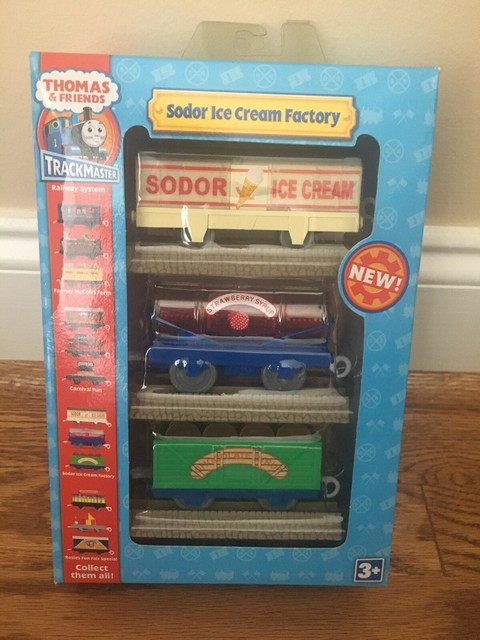 THOMAS
& FRIENDS
TRACKMASTER
Railway System
Sodor Ice Cream Factory
SODOR ICE CREAM
NEW!
STRAWBERRY SYRUP
Farmer McColl's Farm
Carnival Fun
Sodor Ice Cream Factory
Rosie's Fun Fair Special
Collect
them all!
3+